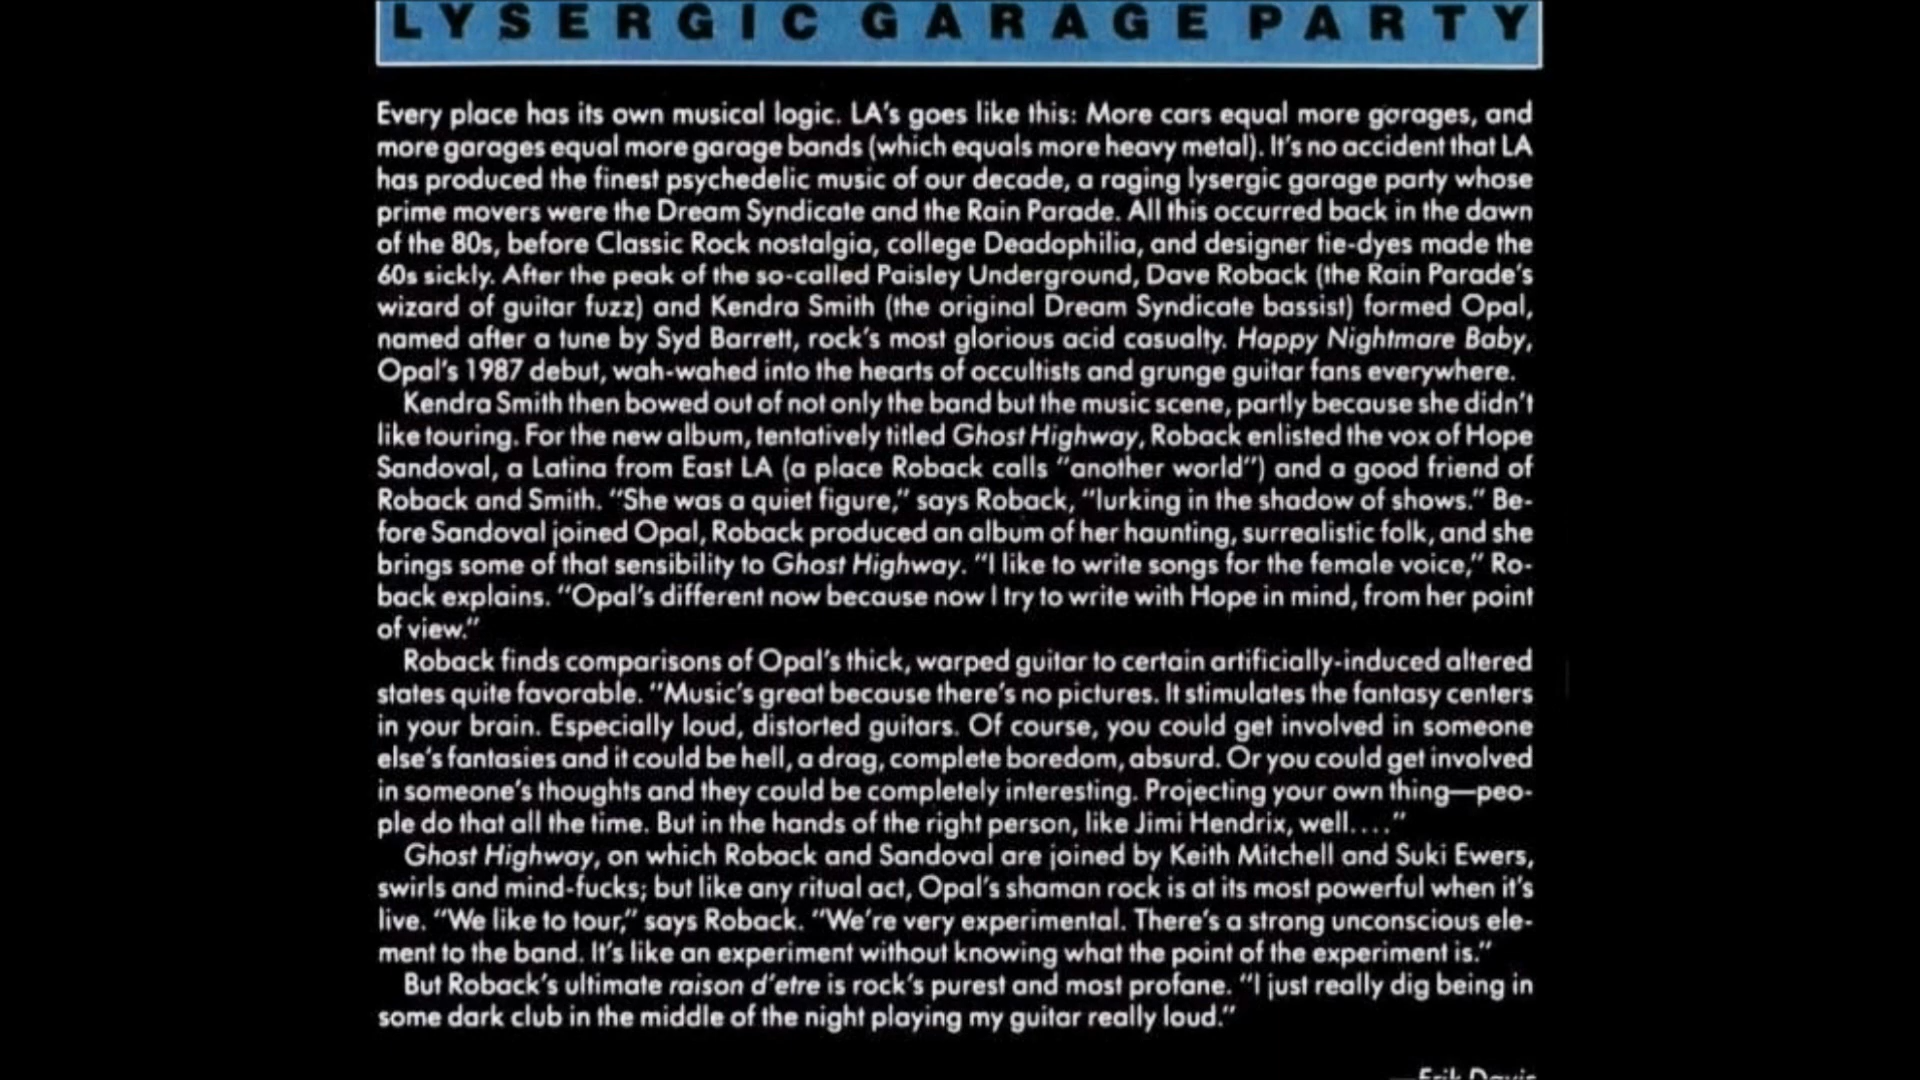 LYSERGIC GARAGE PARTY
Every place has its own musical logic. LA's goes like this: More cars equal more garages, and
more garages equal more garage bands (which equals more heavy metal). It's no accident that LA
has produced the finest psychedelic music of our decade, a raging lysergic garage party whose
prime movers were the Dream Syndicate and the Rain Parade. All this occurred back in the dawn
of the 80s, before Classic Rock nostalgia, college Deadophilia, and designer tie-dyes made the
60s sickly. After the peak of the so-called Paisley Underground, Dave Roback (the Rain Parade's
wizard of guitar fuzz) and Kendra Smith (the original Dream Syndicate bassist) formed Opal,
named after a tune by Syd Barrett, rock's most glorious acid casualty. Happy Nightmare Baby,
Opal's 1987 debut, wah-wahed into the hearts of occultists and grunge guitar fans everywhere.
Kendra Smith then bowed out of not only the band but the music scene, partly because she didn't
like touring. For the new album, tentatively titled Ghost Highway, Roback enlisted the vox of Hope
Sandoval, a Latina from East LA (a place Roback calls "another world") and a good friend of
Roback and Smith. "She was a quiet figure," says Roback, "lurking in the shadow of shows." Be-
fore Sandoval joined Opal, Roback produced an album of her haunting, surrealistic folk, and she
brings some of that sensibility to Ghost Highway. "I like to write songs for the female voice," Ro-
back explains. "Opal's different now because now I try to write with Hope in mind, from her point
of view."
Roback finds comparisons of Opal's thick, warped guitar to certain artificially-induced altered
states quite favorable. "Music's great because there's no pictures. It stimulates the fantasy centers
in your brain. Especially loud, distorted guitars. Of course, you could get involved in someone
else's fantasies and it could be hell, a drag, complete boredom, absurd. Or you could get involved
in someone's thoughts and they could be completely interesting. Projecting your own thing—peo-
ple do that all the time. But in the hands of the right person, like Jimi Hendrix, well...."
Ghost Highway, on which Roback and Sandoval are joined by Keith Mitchell and Suki Ewers,
swirls and mind-fucks; but like any ritual act, Opal's shaman rock is at its most powerful when it's
live. "We like to tour," says Roback. "We're very experimental. There's a strong unconscious ele-
ment to the band. It's like an experiment without knowing what the point of the experiment is."
But Roback's ultimate raison d'etre is rock's purest and most profane. "I just really dig being in
some dark club in the middle of the night playing my guitar really loud."
—Erik Davis